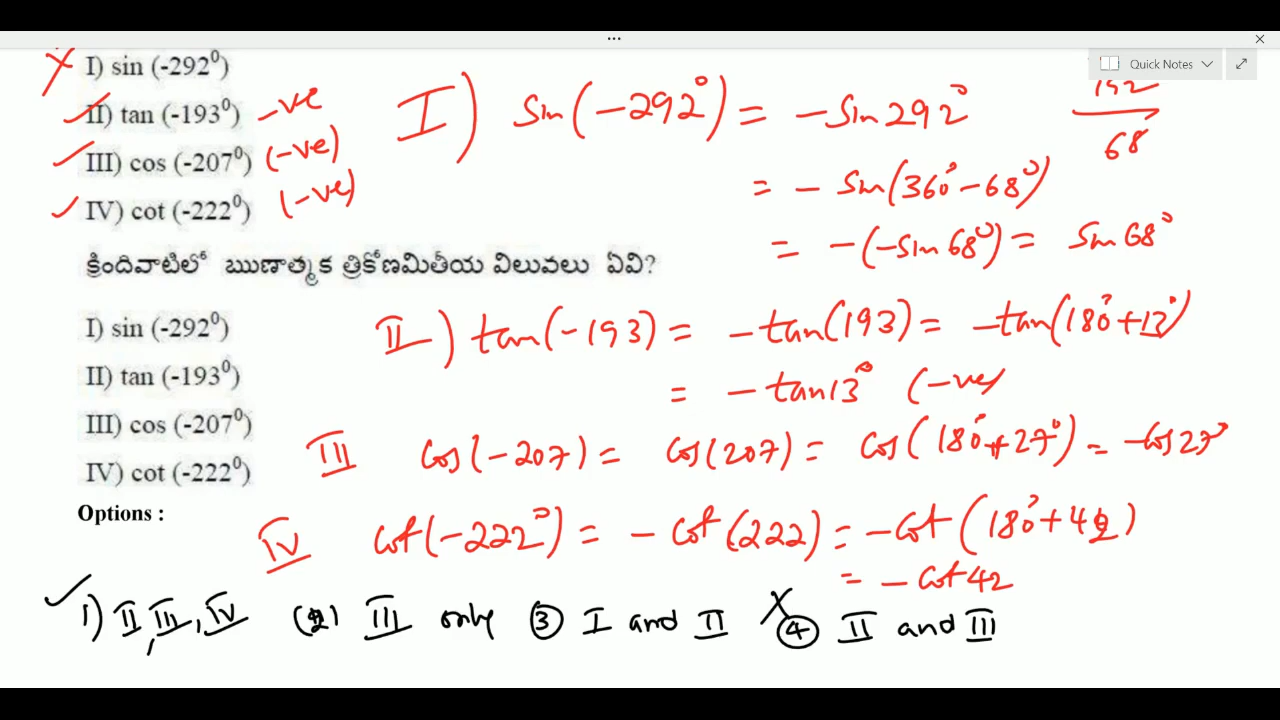 ...
Quick Notes
I) sin (-292⁰)
II) tan (-193⁰) -ve
III) cos (-207⁰) (-ve)
IV) cot (-222⁰) (-ve)
I) sin(-292°) = -sin292°
= - sin(360°-68°)
= -(-sin68°) = sin68°
192
68
క్రిందివాటిలో ఋణాత్మక త్రికోణమితీయ విలువలు ఏవి?
I) sin (-292⁰)
II) tan (-193⁰)
III) cos (-207⁰)
IV) cot (-222⁰)
II) tan(-193) = -tan(193) = -tan(180°+13°)
= -tan13° (-ve)
III cos(-207) = cos(207) = cos(180°+27°) = -cos27°
IV cot(-222°) = - cot(222) = -cot(180°+42)
= - cot42
Options :
1) II, III, IV (2) III only 3 I and II 4 II and III